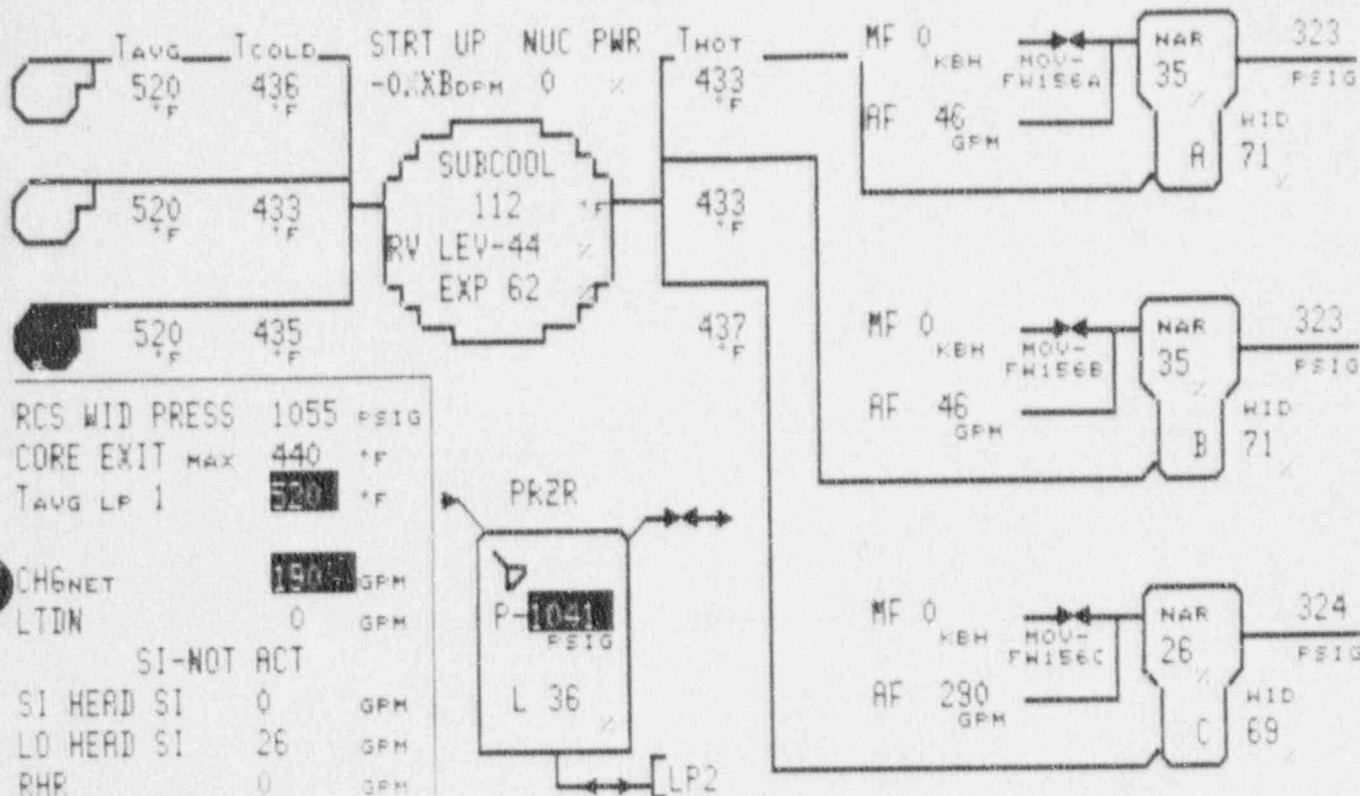 TAVG TCOLD STRT UP NUC PWR THOT MF 0 KBH NAR 323
520 °F 436 °F DPM 0 % 433 °F MOV-FW156A 35 % PSIG
AF 46 GPM WID
A 71 %
SUBCOOL
520 °F 433 °F 112 °F 433 °F
RV LEV-44 %
EXP 62 %
520 °F 435 °F 437 °F MF 0 KBH NAR 323
MOV-FW156B 35 % PSIG
AF 46 GPM WID
B 71 %
RCS WID PRESS 1055 PSIG
CORE EXIT MAX 440 °F
TAVG LP 1 520 °F
PRZR
CHGNET 190 GPM
P-1041 PSIG
LTDN 0 GPM
MF 0 KBH NAR 324
MOV-FW156C 26 % PSIG
SI-NOT ACT
L 36 %
SI HEAD SI 0 GPM
AF 290 GPM WID
LO HEAD SI 26 GPM
C 69 %
RHR 0 GPM
LP2